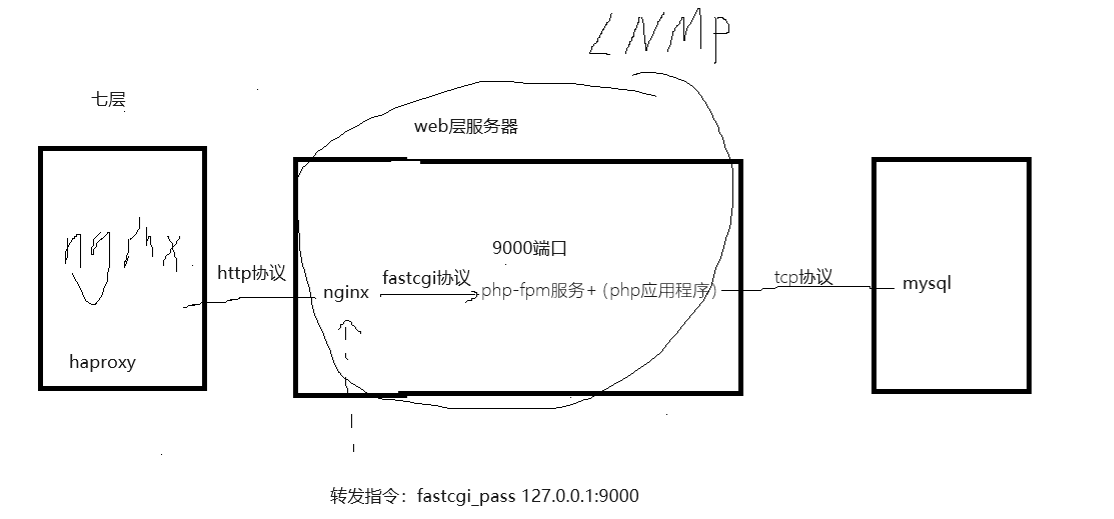 LNMP
七层
web层服务器
nginx
9000端口
http协议
fastcgi协议
tcp协议
nginx
php-fpm服务+ (php应用程序)
mysql
haproxy
转发指令：fastcgi_pass 127.0.0.1:9000